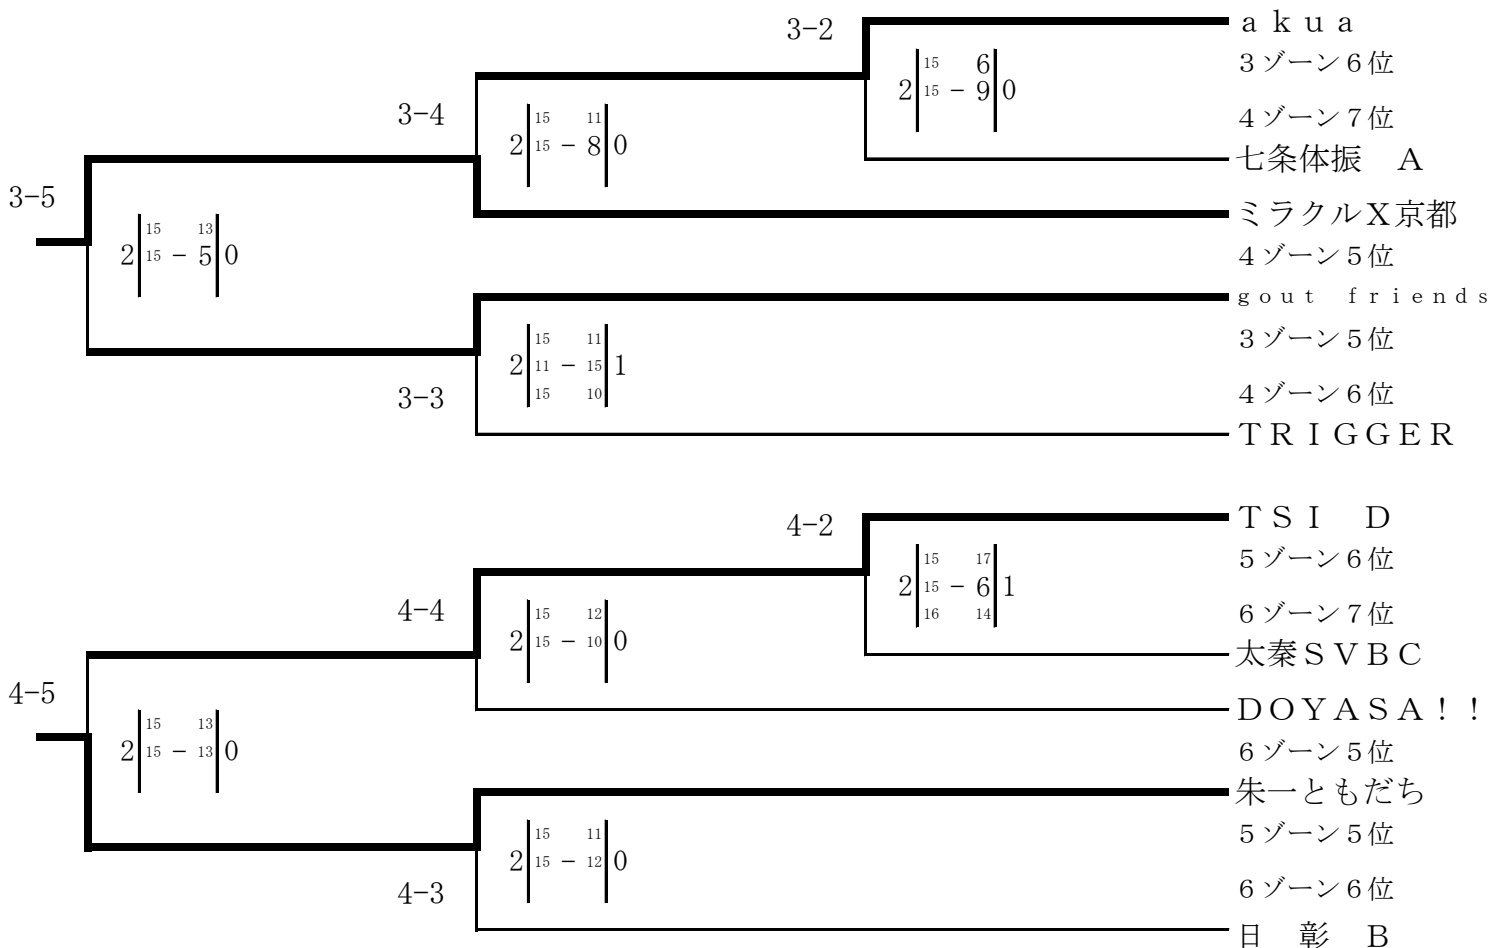 3-2
ａｋｕａ
３ゾーン６位
15 6
2 15 - 9 0
3-4
15 11
2 15 - 8 0
４ゾーン７位
七条体振　Ａ
3-5
ミラクルＸ京都
15 13
2 15 - 5 0
４ゾーン５位
ｇｏｕｔ　ｆｒｉｅｎｄｓ
15 11
2 11 - 15 1
15 10
３ゾーン５位
3-3
４ゾーン６位
ＴＲＩＧＧＥＲ
4-2
ＴＳＩ　Ｄ
５ゾーン６位
15 17
2 15 - 6 1
16 14
4-4
15 12
2 15 - 10 0
６ゾーン７位
太秦ＳＶＢＣ
4-5
ＤＯＹＡＳＡ！！
15 13
2 15 - 13 0
６ゾーン５位
朱一ともだち
15 11
2 15 - 12 0
５ゾーン５位
4-3
６ゾーン６位
日　彰　Ｂ